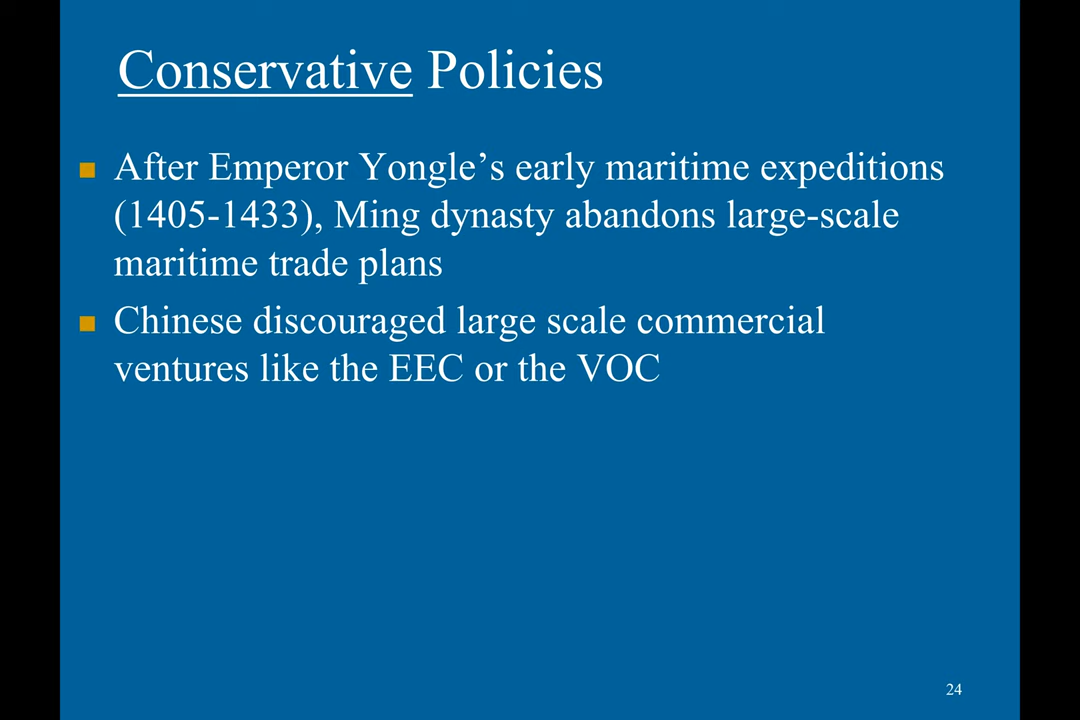 Conservative Policies
After Emperor Yongle’s early maritime expeditions
(1405-1433), Ming dynasty abandons large-scale
maritime trade plans
Chinese discouraged large scale commercial
ventures like the EEC or the VOC
24